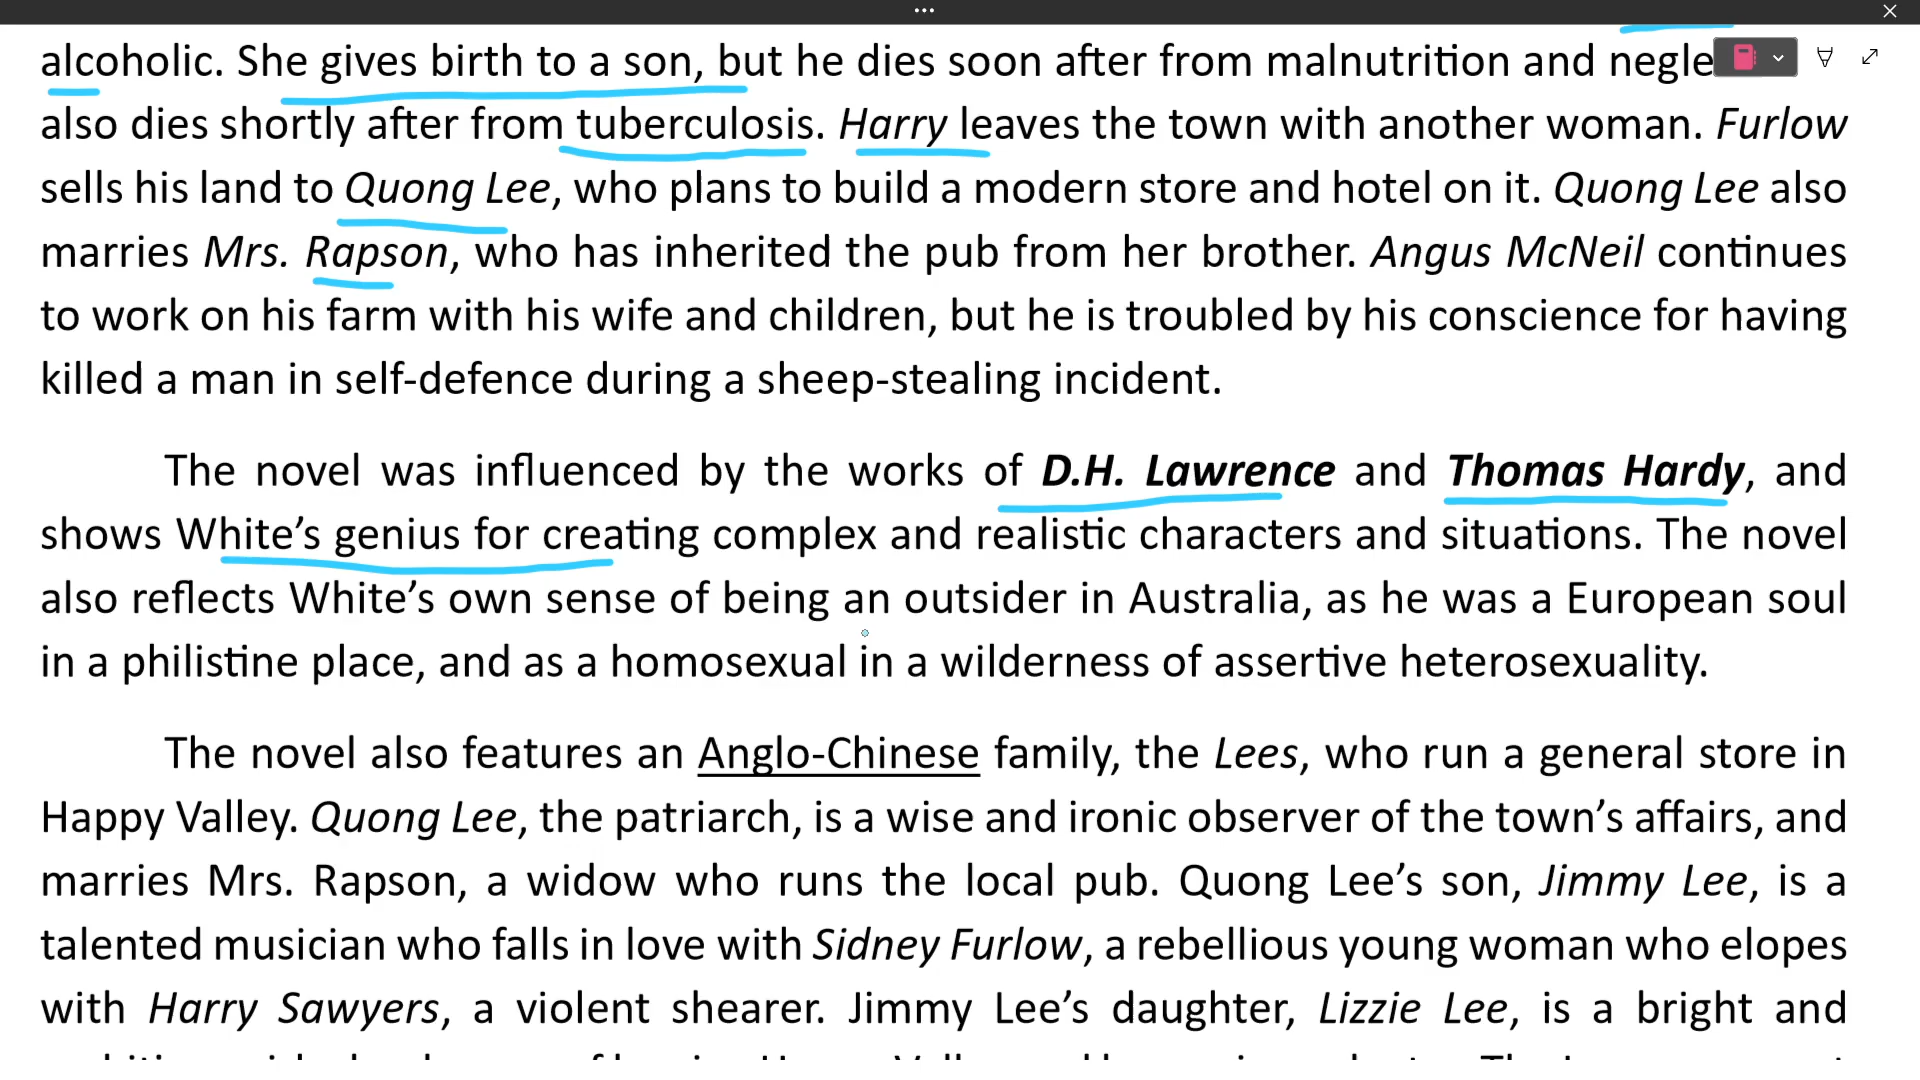 alcoholic. She gives birth to a son, but he dies soon after from malnutrition and negle
also dies shortly after from tuberculosis. Harry leaves the town with another woman. Furlow
sells his land to Quong Lee, who plans to build a modern store and hotel on it. Quong Lee also
marries Mrs. Rapson, who has inherited the pub from her brother. Angus McNeil continues
to work on his farm with his wife and children, but he is troubled by his conscience for having
killed a man in self-defence during a sheep-stealing incident.
The novel was influenced by the works of D.H. Lawrence and Thomas Hardy, and
shows White’s genius for creating complex and realistic characters and situations. The novel
also reflects White’s own sense of being an outsider in Australia, as he was a European soul
in a philistine place, and as a homosexual in a wilderness of assertive heterosexuality.
The novel also features an Anglo-Chinese family, the Lees, who run a general store in
Happy Valley. Quong Lee, the patriarch, is a wise and ironic observer of the town’s affairs, and
marries Mrs. Rapson, a widow who runs the local pub. Quong Lee’s son, Jimmy Lee, is a
talented musician who falls in love with Sidney Furlow, a rebellious young woman who elopes
with Harry Sawyers, a violent shearer. Jimmy Lee’s daughter, Lizzie Lee, is a bright and